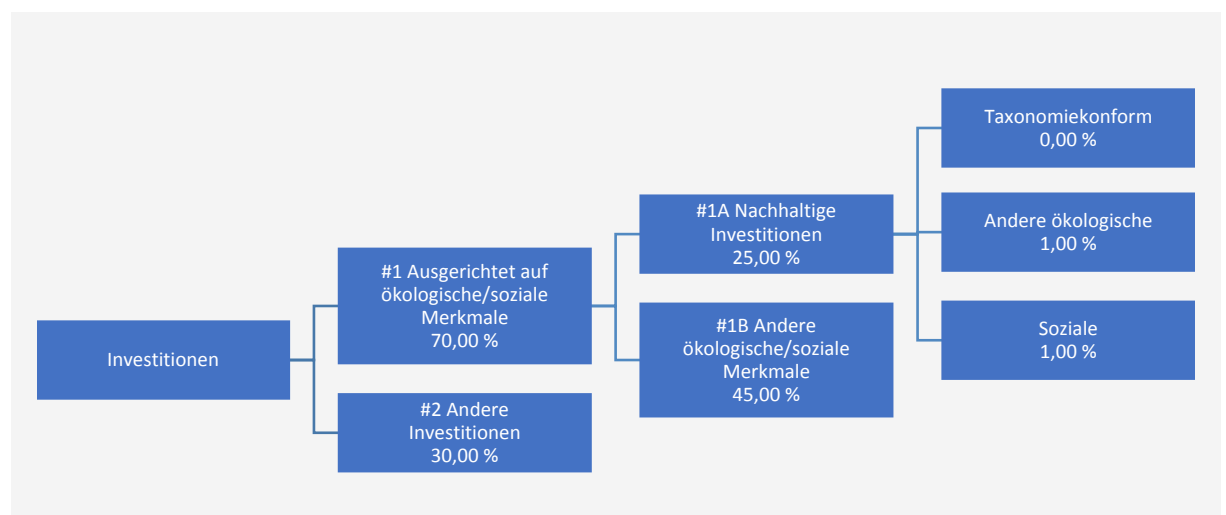 Investitionen
#1 Ausgerichtet auf
ökologische/soziale
Merkmale
70,00 %
#2 Andere
Investitionen
30,00 %
#1A Nachhaltige
Investitionen
25,00 %
#1B Andere
ökologische/soziale
Merkmale
45,00 %
Taxonomiekonform
0,00 %
Andere ökologische
1,00 %
Soziale
1,00 %